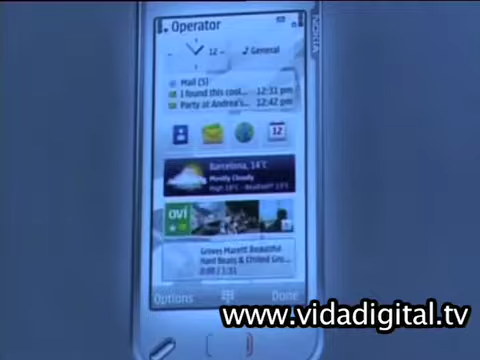 Operator
NOKIA
12
General
Mail (5)
I found this cool... 12:31 pm
Party at Andrea's... 12:42 pm
12
Barcelona, 14°C
Mostly Cloudy
ovi
Options
Done
www.vidadigital.tv